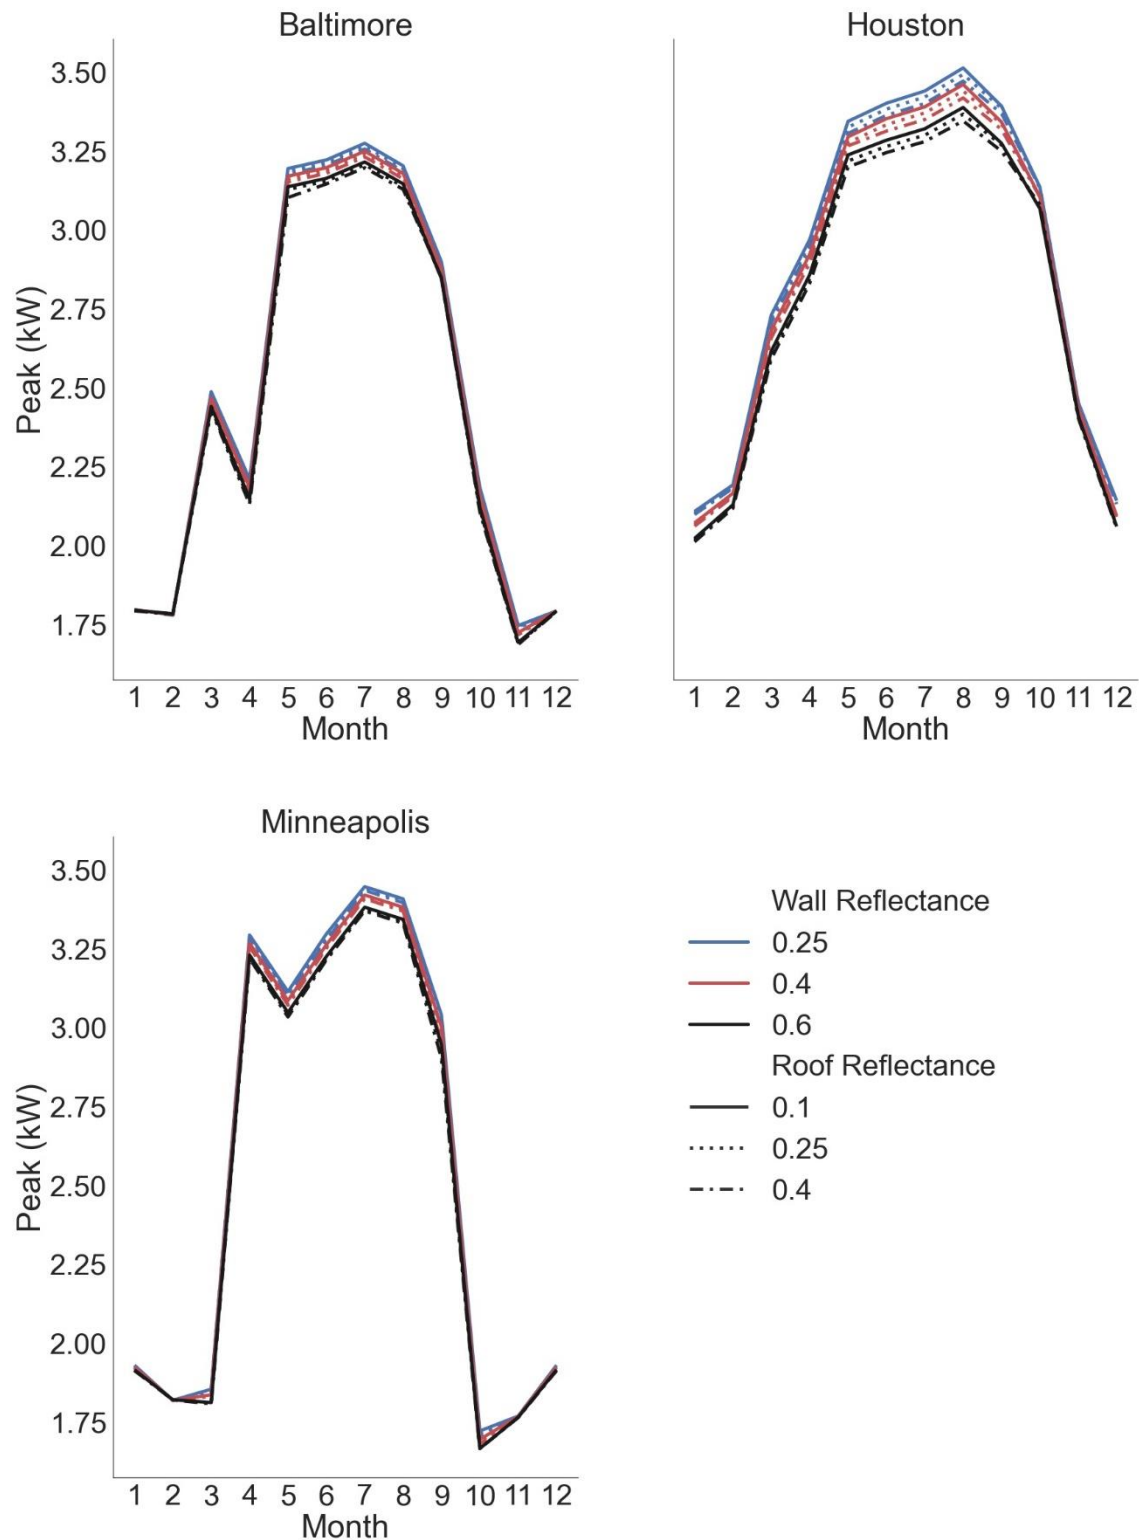 Baltimore
3.50
3.25
3.00
2.75
2.50
2.25
2.00
1.75
Peak (kW)
1 2 3 4 5 6 7 8 9 10 11 12
Month
Houston
1 2 3 4 5 6 7 8 9 10 11 12
Month
Minneapolis
3.50
3.25
3.00
2.75
2.50
2.25
2.00
1.75
Peak (kW)
1 2 3 4 5 6 7 8 9 10 11 12
Month
Wall Reflectance
0.25
0.4
0.6
Roof Reflectance
0.1
0.25
0.4